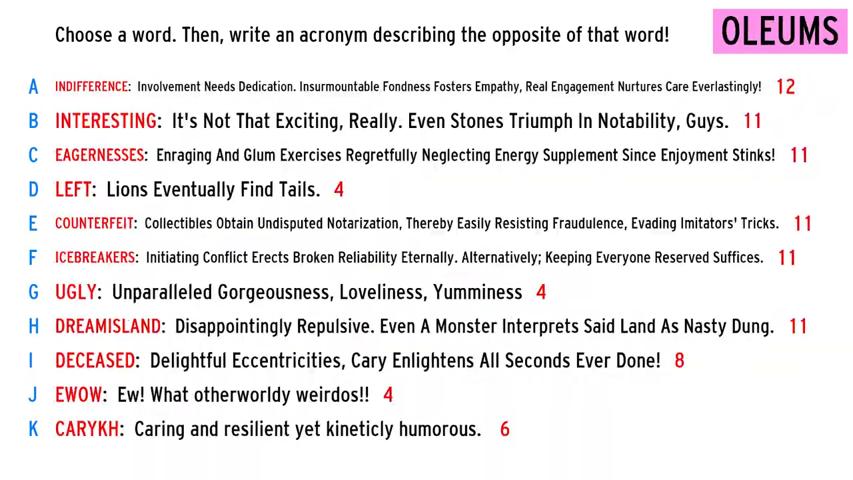 Choose a word. Then, write an acronym describing the opposite of that word!
OLEUMS
A INDIFFERENCE: Involvement Needs Dedication. Insurmountable Fondness Fosters Empathy, Real Engagement Nurtures Care Everlastingly! 12
B INTERESTING: It's Not That Exciting, Really. Even Stones Triumph In Notability, Guys. 11
C EAGERNESSES: Enraging And Glum Exercises Regretfully Neglecting Energy Supplement Since Enjoyment Stinks! 11
D LEFT: Lions Eventually Find Tails. 4
E COUNTERFEIT: Collectibles Obtain Undisputed Notarization, Thereby Easily Resisting Fraudulence, Evading Imitators' Tricks. 11
F ICEBREAKERS: Initiating Conflict Erects Broken Reliability Eternally. Alternatively; Keeping Everyone Reserved Suffices. 11
G UGLY: Unparalleled Gorgeousness, Loveliness, Yumminess 4
H DREAMISLAND: Disappointingly Repulsive. Even A Monster Interprets Said Land As Nasty Dung. 11
I DECEASED: Delightful Eccentricities, Cary Enlightens All Seconds Ever Done! 8
J EWOW: Ew! What otherworldy weirdos!! 4
K CARYKH: Caring and resilient yet kineticly humorous. 6